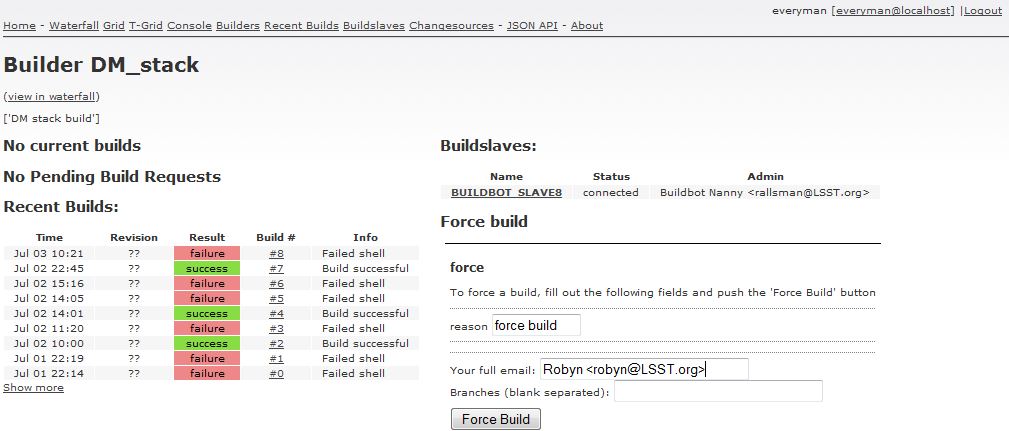 everyman [everyman@localhost] |Logout
Home - Waterfall Grid T-Grid Console Builders Recent Builds Buildslaves Changesources - JSON API - About
Builder DM_stack
(view in waterfall)
['DM stack build']
No current builds
No Pending Build Requests
Recent Builds:
Time Revision Result Build # Info
Jul 03 10:21 ?? failure #8 Failed shell
Jul 02 22:45 ?? success #7 Build successful
Jul 02 15:16 ?? failure #6 Failed shell
Jul 02 14:05 ?? failure #5 Failed shell
Jul 02 14:01 ?? success #4 Build successful
Jul 02 11:20 ?? failure #3 Failed shell
Jul 02 10:00 ?? success #2 Build successful
Jul 01 22:19 ?? failure #1 Failed shell
Jul 01 22:14 ?? failure #0 Failed shell
Show more
Buildslaves:
Name Status Admin
BUILDBOT_SLAVE8 connected Buildbot Nanny <rallsman@LSST.org>
Force build
force
To force a build, fill out the following fields and push the 'Force Build' button
reason force build
Your full email: Robyn <robyn@LSST.org>
Branches (blank separated):
Force Build